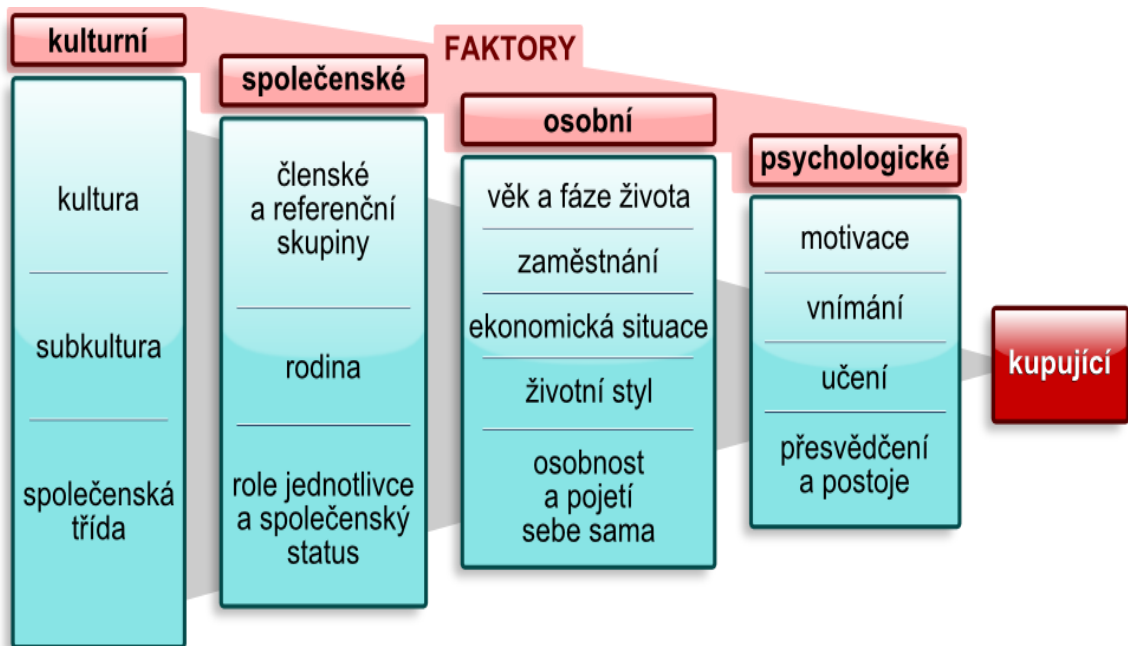 FAKTORY
kulturní
kultura
subkultura
společenská
třída
společenské
členské
a referenční
skupiny
rodina
role jednotlivce
a společenský
status
osobní
věk a fáze života
zaměstnání
ekonomická situace
životní styl
osobnost
a pojetí
sebe sama
psychologické
motivace
vnímání
učení
přesvědčení
a postoje
kupující